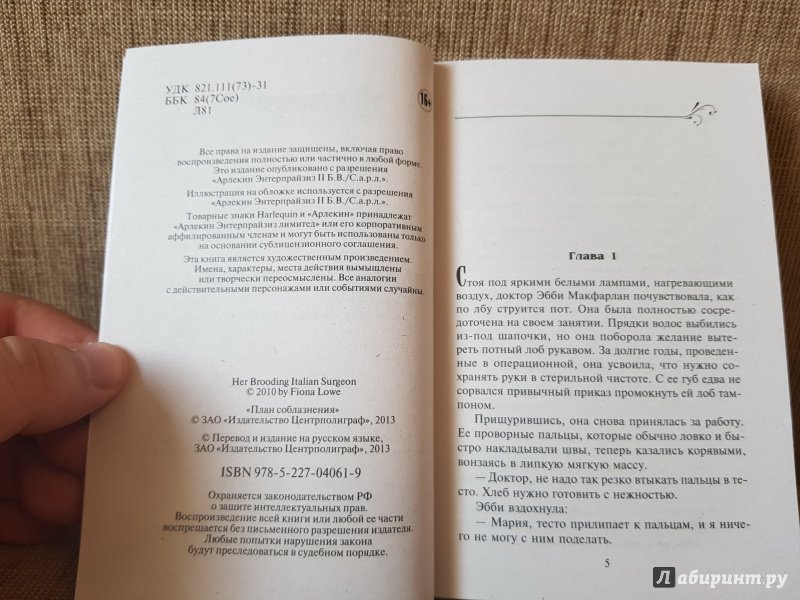 УДК 821.111(73)-31
ББК 84(7Сое)
Л81
16+
Все права на издание защищены, включая право
воспроизведения полностью или частично в любой форме.
Это издание опубликовано с разрешения
«Арлекин Энтерпрайзиз II Б.В./С.а.р.л.».
Иллюстрация на обложке используется с разрешения
«Арлекин Энтерпрайзиз II Б.В./С.а.р.л.».
Товарные знаки Harlequin и «Арлекин» принадлежат
«Арлекин Энтерпрайзиз лимитед» или его корпоративным
аффилированным членам и могут быть использованы только
на основании сублицензионного соглашения.
Эта книга является художественным произведением.
Имена, характеры, места действия вымышлены
или творчески переосмыслены. Все аналогии
с действительными персонажами или событиями случайны.
Her Brooding Italian Surgeon
© 2010 by Fiona Lowe
«План соблазнения»
© ЗАО «Издательство Центрполиграф», 2013
© Перевод и издание на русском языке,
ЗАО «Издательство Центрполиграф», 2013
ISBN 978-5-227-04061-9
Охраняется законодательством РФ
о защите интеллектуальных прав.
Воспроизведение всей книги или любой ее части
воспрещается без письменного разрешения издателя.
Любые попытки нарушения закона
будут преследоваться в судебном порядке.
Глава 1
Стоя под яркими белыми лампами, нагревающими
воздух, доктор Эбби Макфарлан почувствовала, как
по лбу струится пот. Она была полностью сосре-
доточена на своем занятии. Прядки волос выбились
из-под шапочки, но она поборола желание выте-
реть потный лоб рукавом. За долгие годы, проведен-
ные в операционной, она усвоила, что нужно со-
хранять руки в стерильной чистоте. С ее губ едва не
сорвался привычный приказ промокнуть ей лоб там-
поном.
Прищурившись, она снова принялась за работу.
Ее проворные пальцы, которые обычно ловко и бы-
стро накладывали швы, теперь казались корявыми,
вонзаясь в липкую мягкую массу.
— Доктор, не надо так резко втыкать пальцы в те-
сто. Хлеб нужно готовить с нежностью.
Эбби вздохнула:
— Мария, тесто прилипает к пальцам, и я ниче-
го не могу с ним поделать.
5
Лабиринт.ру